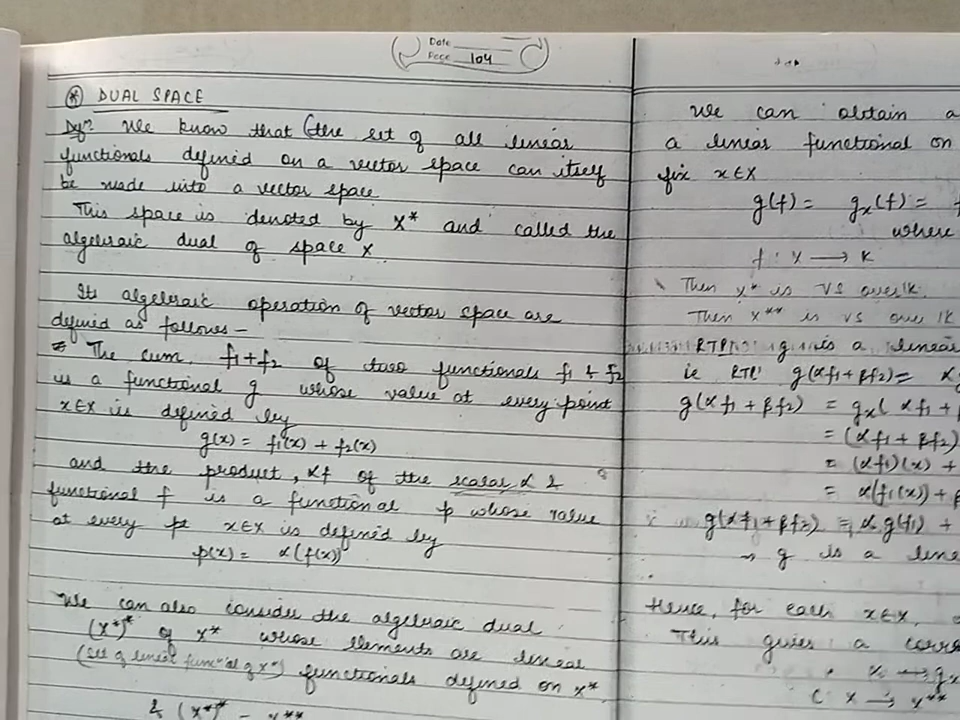 Date
Page 104
* DUAL SPACE
Defn We know that (the set of all linear
functionals defined on a vector space can itself
be made into a vector space
This space is denoted by X* and called the
algebraic dual of space X
Its algebraic operation of vector space are
defined as follows -
The sum f1+f2 of two functionals f1 & f2
is a functional g whose value at every point
x∈X is defined by
g(x) = f1(x) + f2(x)
and the product, αf of the scalar α &
functional f is a functional p whose value
at every pt x∈X is defined by
p(x) = α(f(x))
We can also consider the algebraic dual
(X*)* of X* whose elements are linear
(set of linear func'nal of X*) functionals defined on X*
& (X*)* = X**
We can obtain a
a linear functional on
fix x∈X
g(f) = gx(f) =
where
f : X → K
Then X* is VS over K.
Then X** is VS over K
RTP g is a linear
ie RTP g(αf1+βf2) = α
g(αf1 + βf2) = gx(αf1 +
= (αf1 + βf2)
= (αf1)(x) +
= α(f1(x)) + β
g(αf1+βf2) = α g(f1) +
→ g is a line
Hence, for each x∈X,
This gives a corre
x → gx
C: X → X**